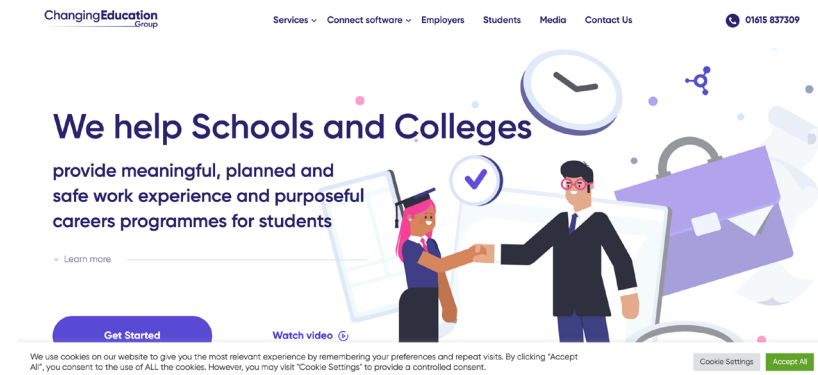 ChangingEducation
Group
Services Connect software Employers Students Media Contact Us 01615 837309
We help Schools and Colleges
provide meaningful, planned and
safe work experience and purposeful
careers programmes for students
Learn more
Get Started Watch video
We use cookies on our website to give you the most relevant experience by remembering your preferences and repeat visits. By clicking “Accept
All”, you consent to the use of ALL the cookies. However, you may visit "Cookie Settings" to provide a controlled consent.
Cookie Settings Accept All